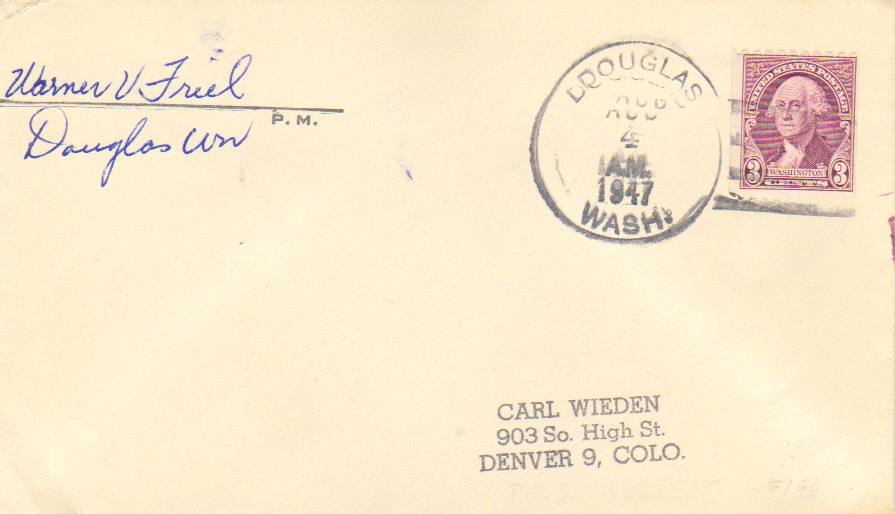 Warner V Friel
P. M.
Douglas Wn
DOUGLAS
AUG
4
A.M.
1947
WASH.
UNITED STATES POSTAGE
3 WASHINGTON 3
CARL WIEDEN
903 So. High St.
DENVER 9, COLO.